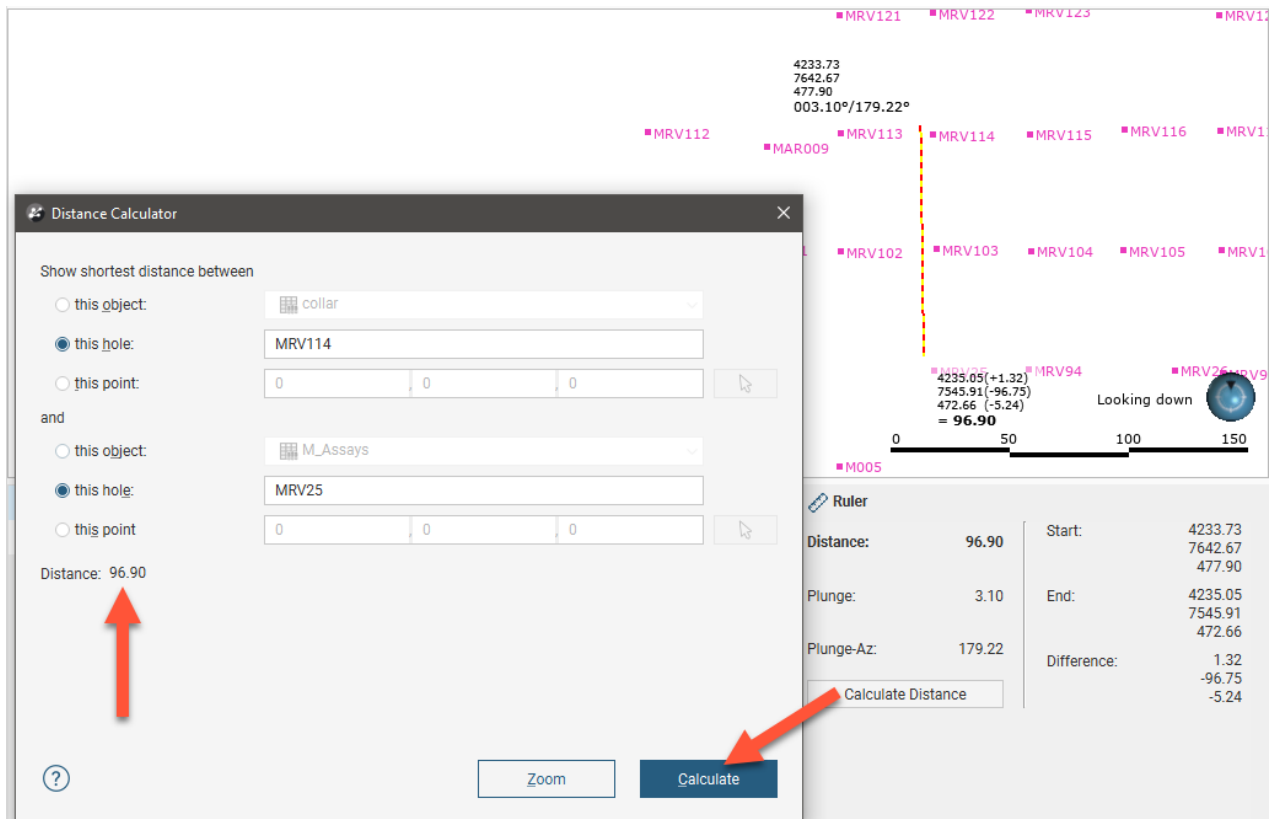 MRV121
MRV122
MRV123
4233.73
7642.67
477.90
003.10°/179.22°
MRV112
MAR009
MRV113
MRV114
MRV115
MRV116
MRV102
MRV103
MRV104
MRV105
MRV25
MRV94
MRV26
4235.05(+1.32)
7545.91(-96.75)
472.66 (-5.24)
= 96.90
Looking down
0 50 100 150
M005
Distance Calculator
Show shortest distance between
this object: collar
this hole: MRV114
this point: 0 , 0 , 0
and
this object: M_Assays
this hole: MRV25
this point 0 , 0 , 0
Distance: 96.90
?
Zoom
Calculate
Ruler
Distance: 96.90
Plunge: 3.10
Plunge-Az: 179.22
Calculate Distance
Start: 4233.73
7642.67
477.90
End: 4235.05
7545.91
472.66
Difference: 1.32
-96.75
-5.24